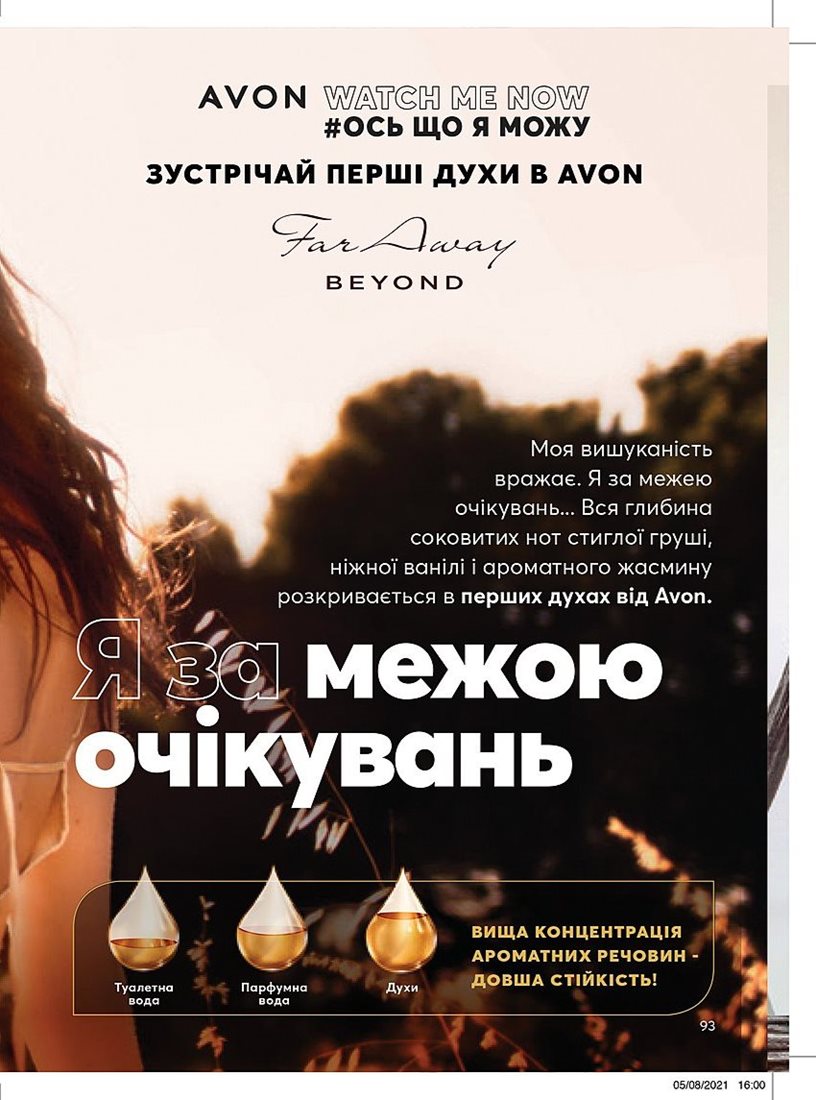 AVON WATCH ME NOW
#ОСЬ ЩО Я МОЖУ
ЗУСТРІЧАЙ ПЕРШІ ДУХИ В AVON
Far Away
BEYOND
Моя вишуканість
вражає. Я за межею
очікувань... Вся глибина
соковитих нот стиглої груші,
ніжної ванілі і ароматного жасмину
розкривається в перших духах від Avon.
Я за межою
очікувань
Туалетна
вода
Парфумна
вода
Духи
ВИЩА КОНЦЕНТРАЦІЯ
АРОМАТНИХ РЕЧОВИН -
ДОВША СТІЙКІСТЬ!
93
05/08/2021 16:00